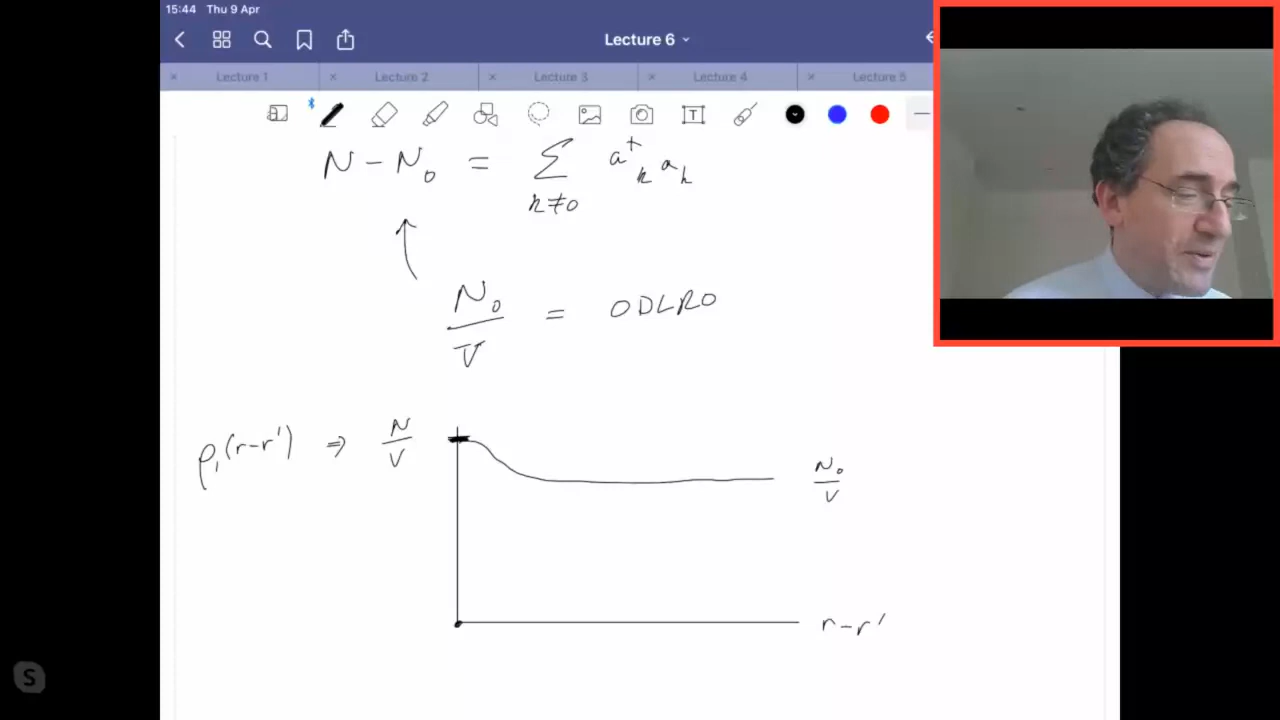 15:44 Thu 9 Apr
Lecture 6
Lecture 1 Lecture 2 Lecture 3 Lecture 4 Lecture 5
T
N - N₀ = Σ a⁺ₖ aₖ
k≠0
N₀/V = ODLRO
ρ₁(r-r') ⇒ N/V
N₀/V
r-r'
S